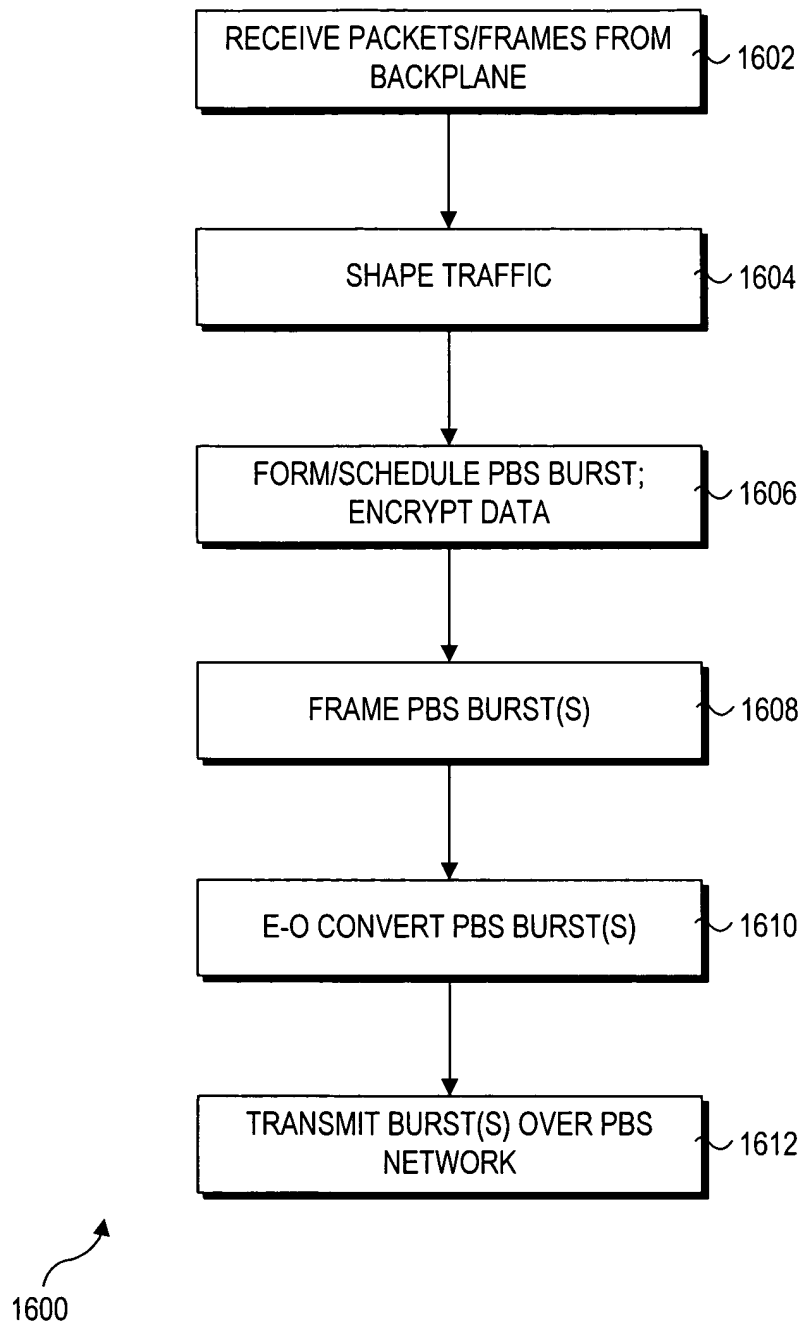 RECEIVE PACKETS/FRAMES FROM
BACKPLANE
1602
SHAPE TRAFFIC
1604
FORM/SCHEDULE PBS BURST;
ENCRYPT DATA
1606
FRAME PBS BURST(S)
1608
E-O CONVERT PBS BURST(S)
1610
TRANSMIT BURST(S) OVER PBS
NETWORK
1612
1600